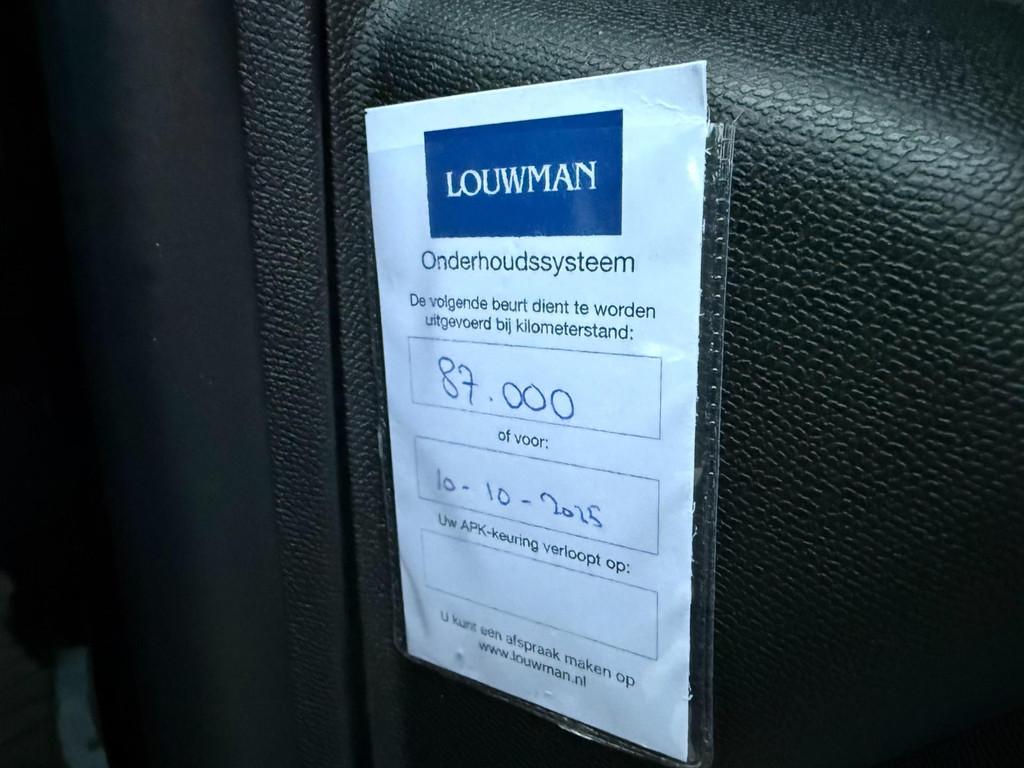 LOUWMAN
Onderhoudssysteem
De volgende beurt dient te worden
uitgevoerd bij kilometerstand:
87.000
of voor:
10-10-2025
Uw APK-keuring verloopt op:
U kunt een afspraak maken op
www.louwman.nl